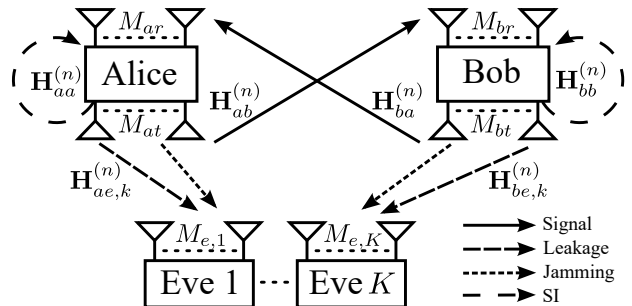 M_{ar} M_{br}
Alice Bob
H_{aa}^{(n)} H_{ab}^{(n)} H_{ba}^{(n)} H_{bb}^{(n)}
M_{at} M_{bt}
H_{ae,k}^{(n)} H_{be,k}^{(n)}
M_{e,1} M_{e,K}
Eve 1 Eve K
Signal
Leakage
Jamming
SI